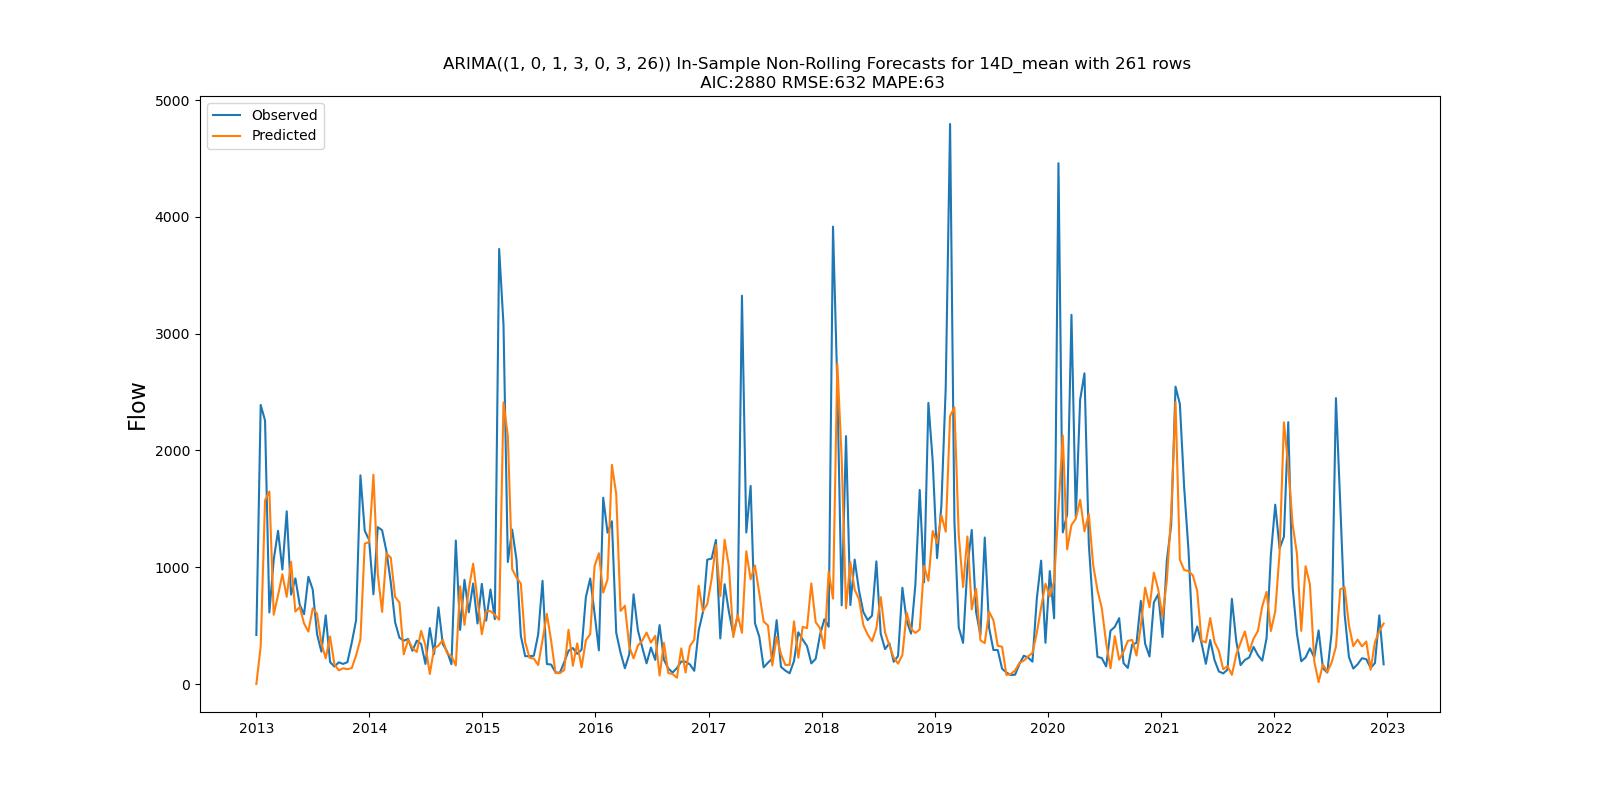 ARIMA((1, 0, 1, 3, 0, 3, 26)) In-Sample Non-Rolling Forecasts for 14D_mean with 261 rows
AIC:2880 RMSE:632 MAPE:63
Observed
Predicted
Flow
5000
4000
3000
2000
1000
0
2013 2014 2015 2016 2017 2018 2019 2020 2021 2022 2023